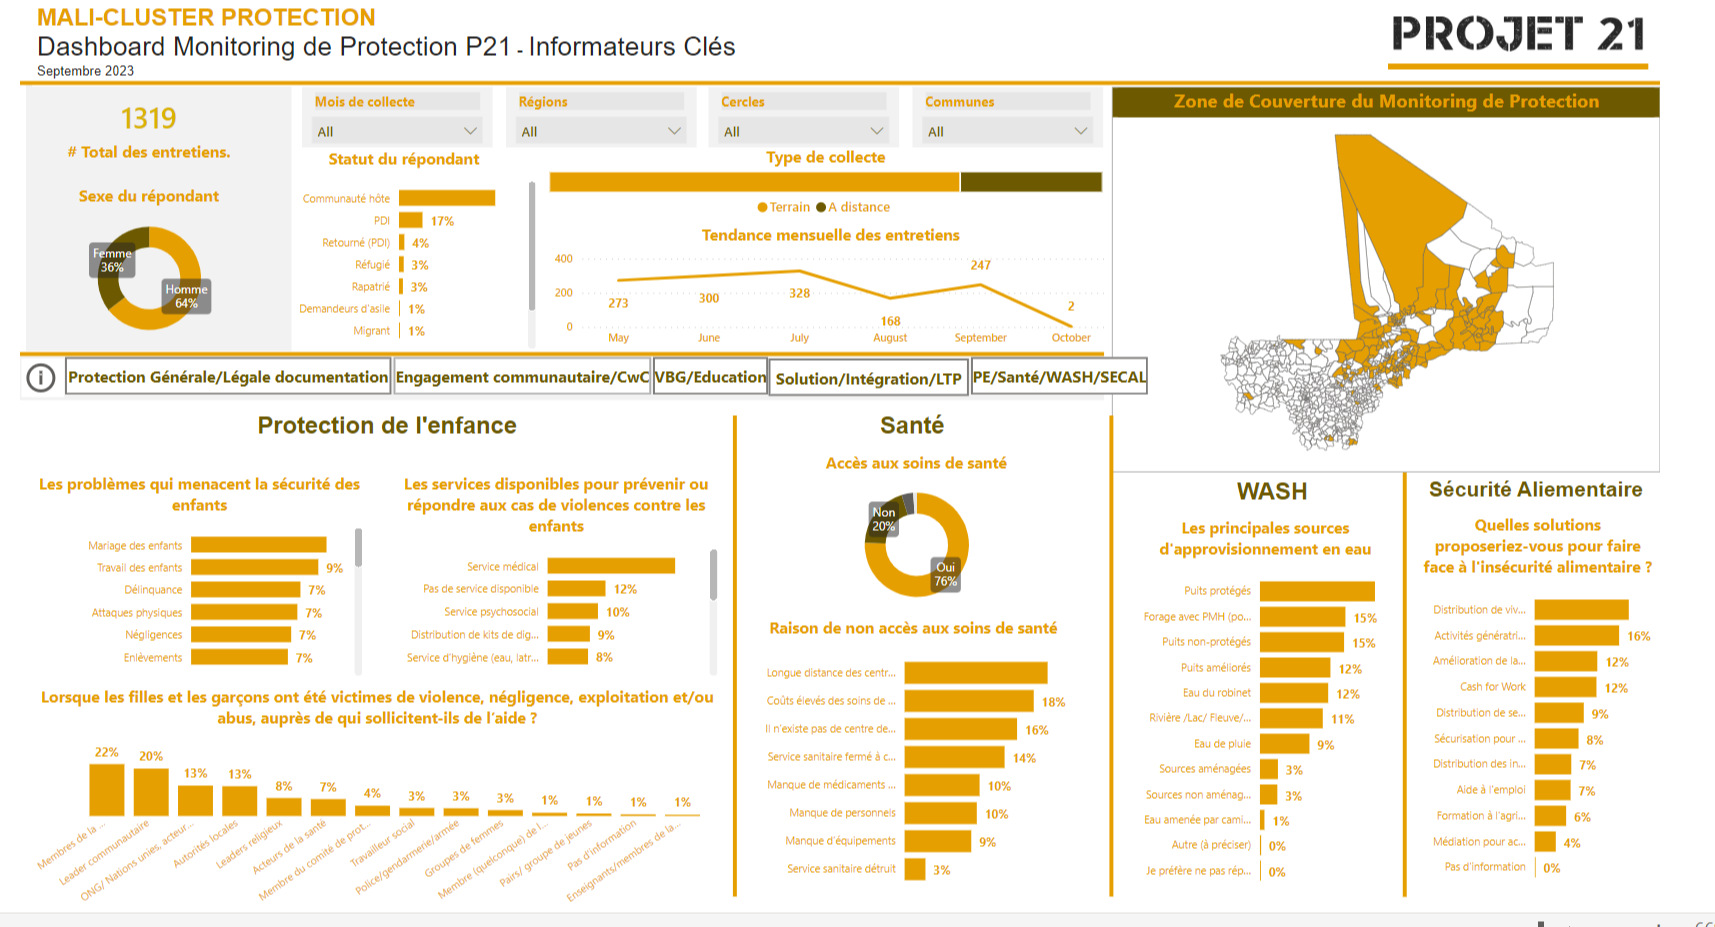 MALI-CLUSTER PROTECTION
Dashboard Monitoring de Protection P21 - Informateurs Clés
Septembre 2023
PROJET 21
1319
# Total des entretiens.
Sexe du répondant
Femme
36%
Homme
64%
Mois de collecte
All
Régions
All
Cercles
All
Communes
All
Statut du répondant
Communauté hôte
PDI 17%
Retourné (PDI) 4%
Réfugié 3%
Rapatrié 3%
Demandeurs d'asile 1%
Migrant 1%
Type de collecte
Terrain A distance
Tendance mensuelle des entretiens
400
200
0
273
300
328
168
247
2
May June July August September October
Zone de Couverture du Monitoring de Protection
Protection Générale/Légale documentation
Engagement communautaire/CwC
VBG/Education
Solution/Intégration/LTP
PE/Santé/WASH/SECAL
Protection de l'enfance
Les problèmes qui menacent la sécurité des
enfants
Mariage des enfants
Travail des enfants 9%
Délinquance 7%
Attaques physiques 7%
Négligences 7%
Enlèvements 7%
Les services disponibles pour prévenir ou
répondre aux cas de violences contre les
enfants
Service médical
Pas de service disponible 12%
Service psychosocial 10%
Distribution de kits de dig... 9%
Service d'hygiène (eau, latr... 8%
Lorsque les filles et les garçons ont été victimes de violence, négligence, exploitation et/ou
abus, auprès de qui sollicitent-ils de l'aide ?
22% 20% 13% 13% 8% 7% 4% 3% 3% 3% 1% 1% 1% 1%
Membres de la ...
Leader communautaire
ONG/ Nations unies, acteur...
Autorités locales
Leaders religieux
Acteurs de la santé
Membre du comité de prot...
Travailleur social
Police/gendarmerie/armée
Groupes de femmes
Membre (quelconque) de l...
Pairs/ groupe de jeunes
Pas d'information
Enseignants/membres de la...
Santé
Accès aux soins de santé
Non
20%
Oui
76%
Raison de non accès aux soins de santé
Longue distance des centr...
Coûts élevés des soins de ... 18%
Il n'existe pas de centre de... 16%
Service sanitaire fermé à c... 14%
Manque de médicaments ... 10%
Manque de personnels 10%
Manque d'équipements 9%
Service sanitaire détruit 3%
WASH
Les principales sources
d'approvisionnement en eau
Puits protégés
Forage avec PMH (po... 15%
Puits non-protégés 15%
Puits améliorés 12%
Eau du robinet 12%
Rivière /Lac/ Fleuve/... 11%
Eau de pluie 9%
Sources aménagées 3%
Sources non aménag... 3%
Eau amenée par cami... 1%
Autre (à préciser) 0%
Je préfère ne pas rép... 0%
Sécurité Aliementaire
Quelles solutions
proposeriez-vous pour faire
face à l'insécurité alimentaire ?
Distribution de viv...
Activités génératri... 16%
Amélioration de la... 12%
Cash for Work 12%
Distribution de se... 9%
Sécurisation pour ... 8%
Distribution des in... 7%
Aide à l'emploi 7%
Formation à l'agri... 6%
Médiation pour ac... 4%
Pas d'information 0%